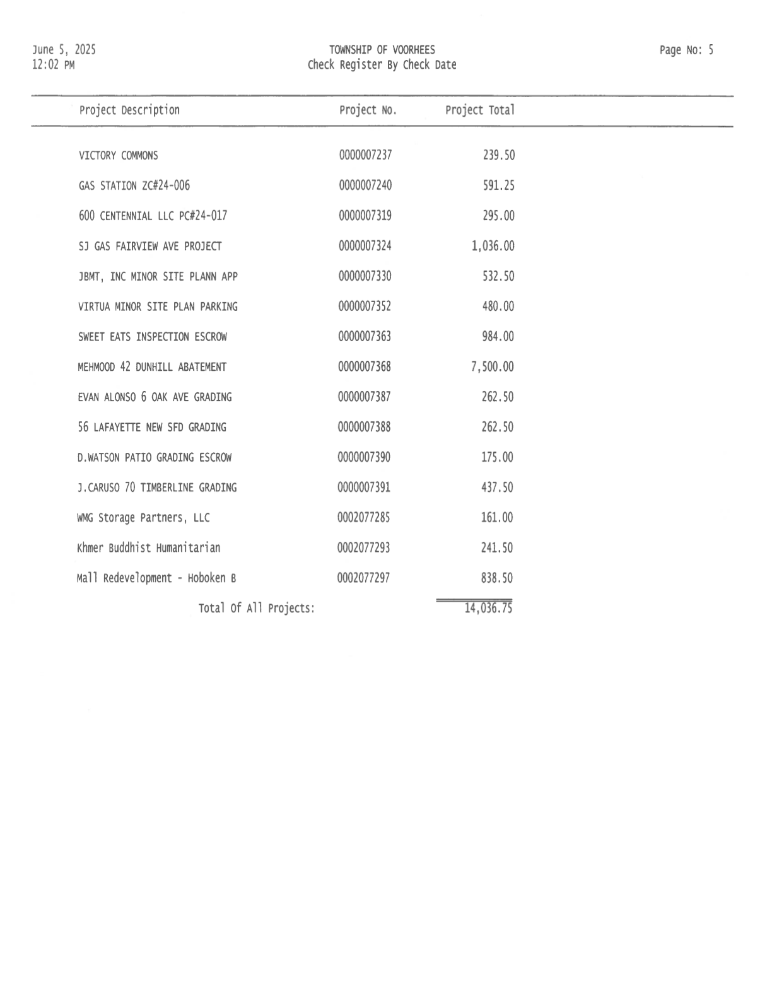 June 5, 2025 TOWNSHIP OF VOORHEES Page No: 5
12:02 PM Check Register By Check Date
Project Description Project No. Project Total
VICTORY COMMONS 0000007237 239.50
GAS STATION ZC#24-006 0000007240 591.25
600 CENTENNIAL LLC PC#24-017 0000007319 295.00
SJ GAS FAIRVIEW AVE PROJECT 0000007324 1,036.00
JBMT, INC MINOR SITE PLANN APP 0000007330 532.50
VIRTUA MINOR SITE PLAN PARKING 0000007352 480.00
SWEET EATS INSPECTION ESCROW 0000007363 984.00
MEHMOOD 42 DUNHILL ABATEMENT 0000007368 7,500.00
EVAN ALONSO 6 OAK AVE GRADING 0000007387 262.50
56 LAFAYETTE NEW SFD GRADING 0000007388 262.50
D.WATSON PATIO GRADING ESCROW 0000007390 175.00
J.CARUSO 70 TIMBERLINE GRADING 0000007391 437.50
WMG Storage Partners, LLC 0002077285 161.00
Khmer Buddhist Humanitarian 0002077293 241.50
Mall Redevelopment - Hoboken B 0002077297 838.50
Total Of All Projects: 14,036.75